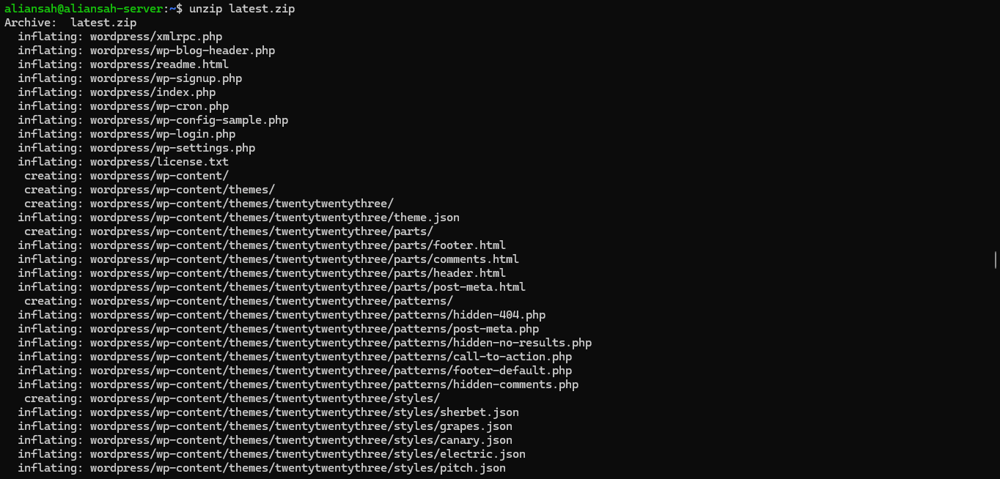 aliansah@aliansah-server:~$ unzip latest.zip
Archive:  latest.zip
  inflating: wordpress/xmlrpc.php
  inflating: wordpress/wp-blog-header.php
  inflating: wordpress/readme.html
  inflating: wordpress/wp-signup.php
  inflating: wordpress/index.php
  inflating: wordpress/wp-cron.php
  inflating: wordpress/wp-config-sample.php
  inflating: wordpress/wp-login.php
  inflating: wordpress/wp-settings.php
  inflating: wordpress/license.txt
   creating: wordpress/wp-content/
   creating: wordpress/wp-content/themes/
   creating: wordpress/wp-content/themes/twentytwentythree/
  inflating: wordpress/wp-content/themes/twentytwentythree/theme.json
   creating: wordpress/wp-content/themes/twentytwentythree/parts/
  inflating: wordpress/wp-content/themes/twentytwentythree/parts/footer.html
  inflating: wordpress/wp-content/themes/twentytwentythree/parts/comments.html
  inflating: wordpress/wp-content/themes/twentytwentythree/parts/header.html
  inflating: wordpress/wp-content/themes/twentytwentythree/parts/post-meta.html
   creating: wordpress/wp-content/themes/twentytwentythree/patterns/
  inflating: wordpress/wp-content/themes/twentytwentythree/patterns/hidden-404.php
  inflating: wordpress/wp-content/themes/twentytwentythree/patterns/post-meta.php
  inflating: wordpress/wp-content/themes/twentytwentythree/patterns/hidden-no-results.php
  inflating: wordpress/wp-content/themes/twentytwentythree/patterns/call-to-action.php
  inflating: wordpress/wp-content/themes/twentytwentythree/patterns/footer-default.php
  inflating: wordpress/wp-content/themes/twentytwentythree/patterns/hidden-comments.php
   creating: wordpress/wp-content/themes/twentytwentythree/styles/
  inflating: wordpress/wp-content/themes/twentytwentythree/styles/sherbet.json
  inflating: wordpress/wp-content/themes/twentytwentythree/styles/grapes.json
  inflating: wordpress/wp-content/themes/twentytwentythree/styles/canary.json
  inflating: wordpress/wp-content/themes/twentytwentythree/styles/electric.json
  inflating: wordpress/wp-content/themes/twentytwentythree/styles/pitch.json